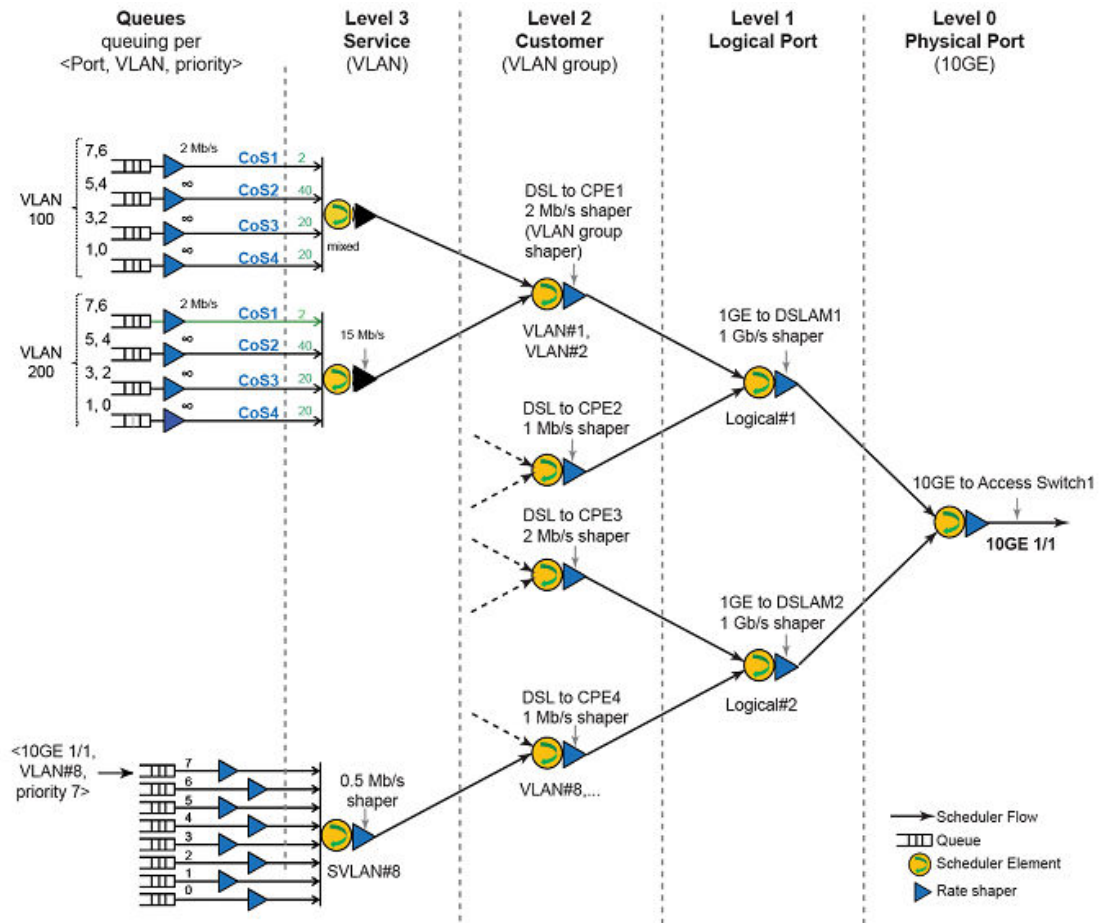 Queues
queuing per
<Port, VLAN, priority>
Level 3
Service
(VLAN)
Level 2
Customer
(VLAN group)
Level 1
Logical Port
Level 0
Physical Port
(10GE)
VLAN
100
7,6
2 Mb/s
CoS1
2
5,4
∞
CoS2
40
3,2
∞
CoS3
20
1,0
∞
CoS4
20
mixed
VLAN
200
7,6
2 Mb/s
CoS1
2
5,4
∞
CoS2
40
3,2
∞
CoS3
20
1,0
∞
CoS4
20
15 Mb/s
DSL to CPE1
2 Mb/s shaper
(VLAN group
shaper)
VLAN#1,
VLAN#2
DSL to CPE2
1 Mb/s shaper
DSL to CPE3
2 Mb/s shaper
DSL to CPE4
1 Mb/s shaper
VLAN#8,...
1GE to DSLAM1
1 Gb/s shaper
Logical#1
1GE to DSLAM2
1 Gb/s shaper
Logical#2
10GE to Access Switch1
10GE 1/1
<10GE 1/1,
VLAN#8,
priority 7>
7
6
5
4
3
2
1
0
0.5 Mb/s
shaper
SVLAN#8
Scheduler Flow
Queue
Scheduler Element
Rate shaper